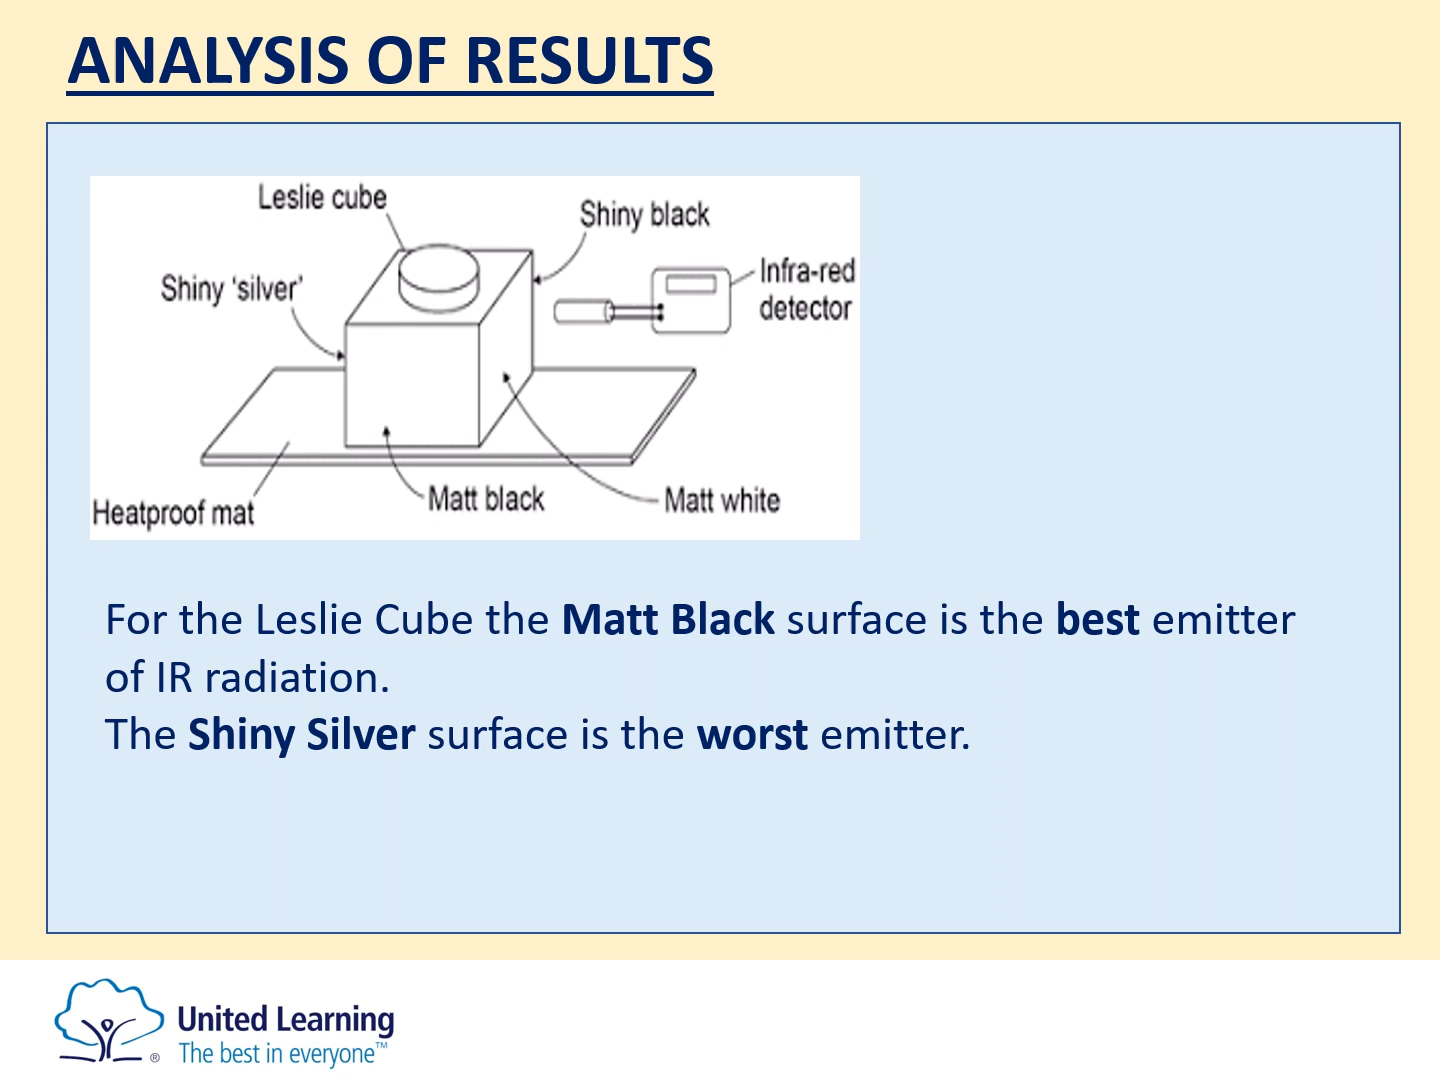 ANALYSIS OF RESULTS
Leslie cube
Shiny black
Shiny 'silver'
Infra-red
detector
Heatproof mat
Matt black
Matt white
For the Leslie Cube the Matt Black surface is the best emitter
of IR radiation.
The Shiny Silver surface is the worst emitter.
United Learning
The best in everyone™
®